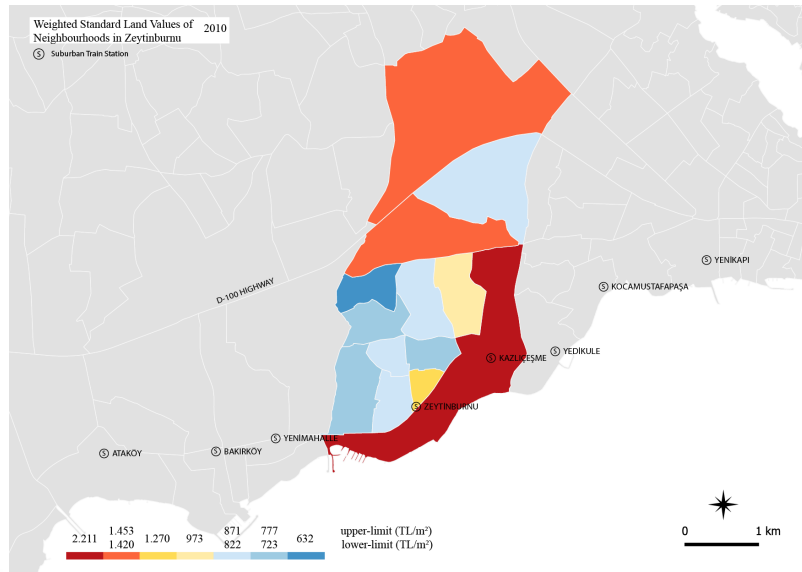 Weighted Standard Land Values of 2010
Neighbourhoods in Zeytinburnu
S Suburban Train Station
D-100 HIGHWAY
S YENİKAPI
S KOCAMUSTAFAPAŞA
S KAZLIÇEŞME
S YEDİKULE
S ZEYTİNBURNU
S YENİMAHALLE
S BAKIRKÖY
S ATAKÖY
2.211 1.453 1.270 973 871 777 632 upper-limit (TL/m²)
1.420 822 723 lower-limit (TL/m²)
0 1 km